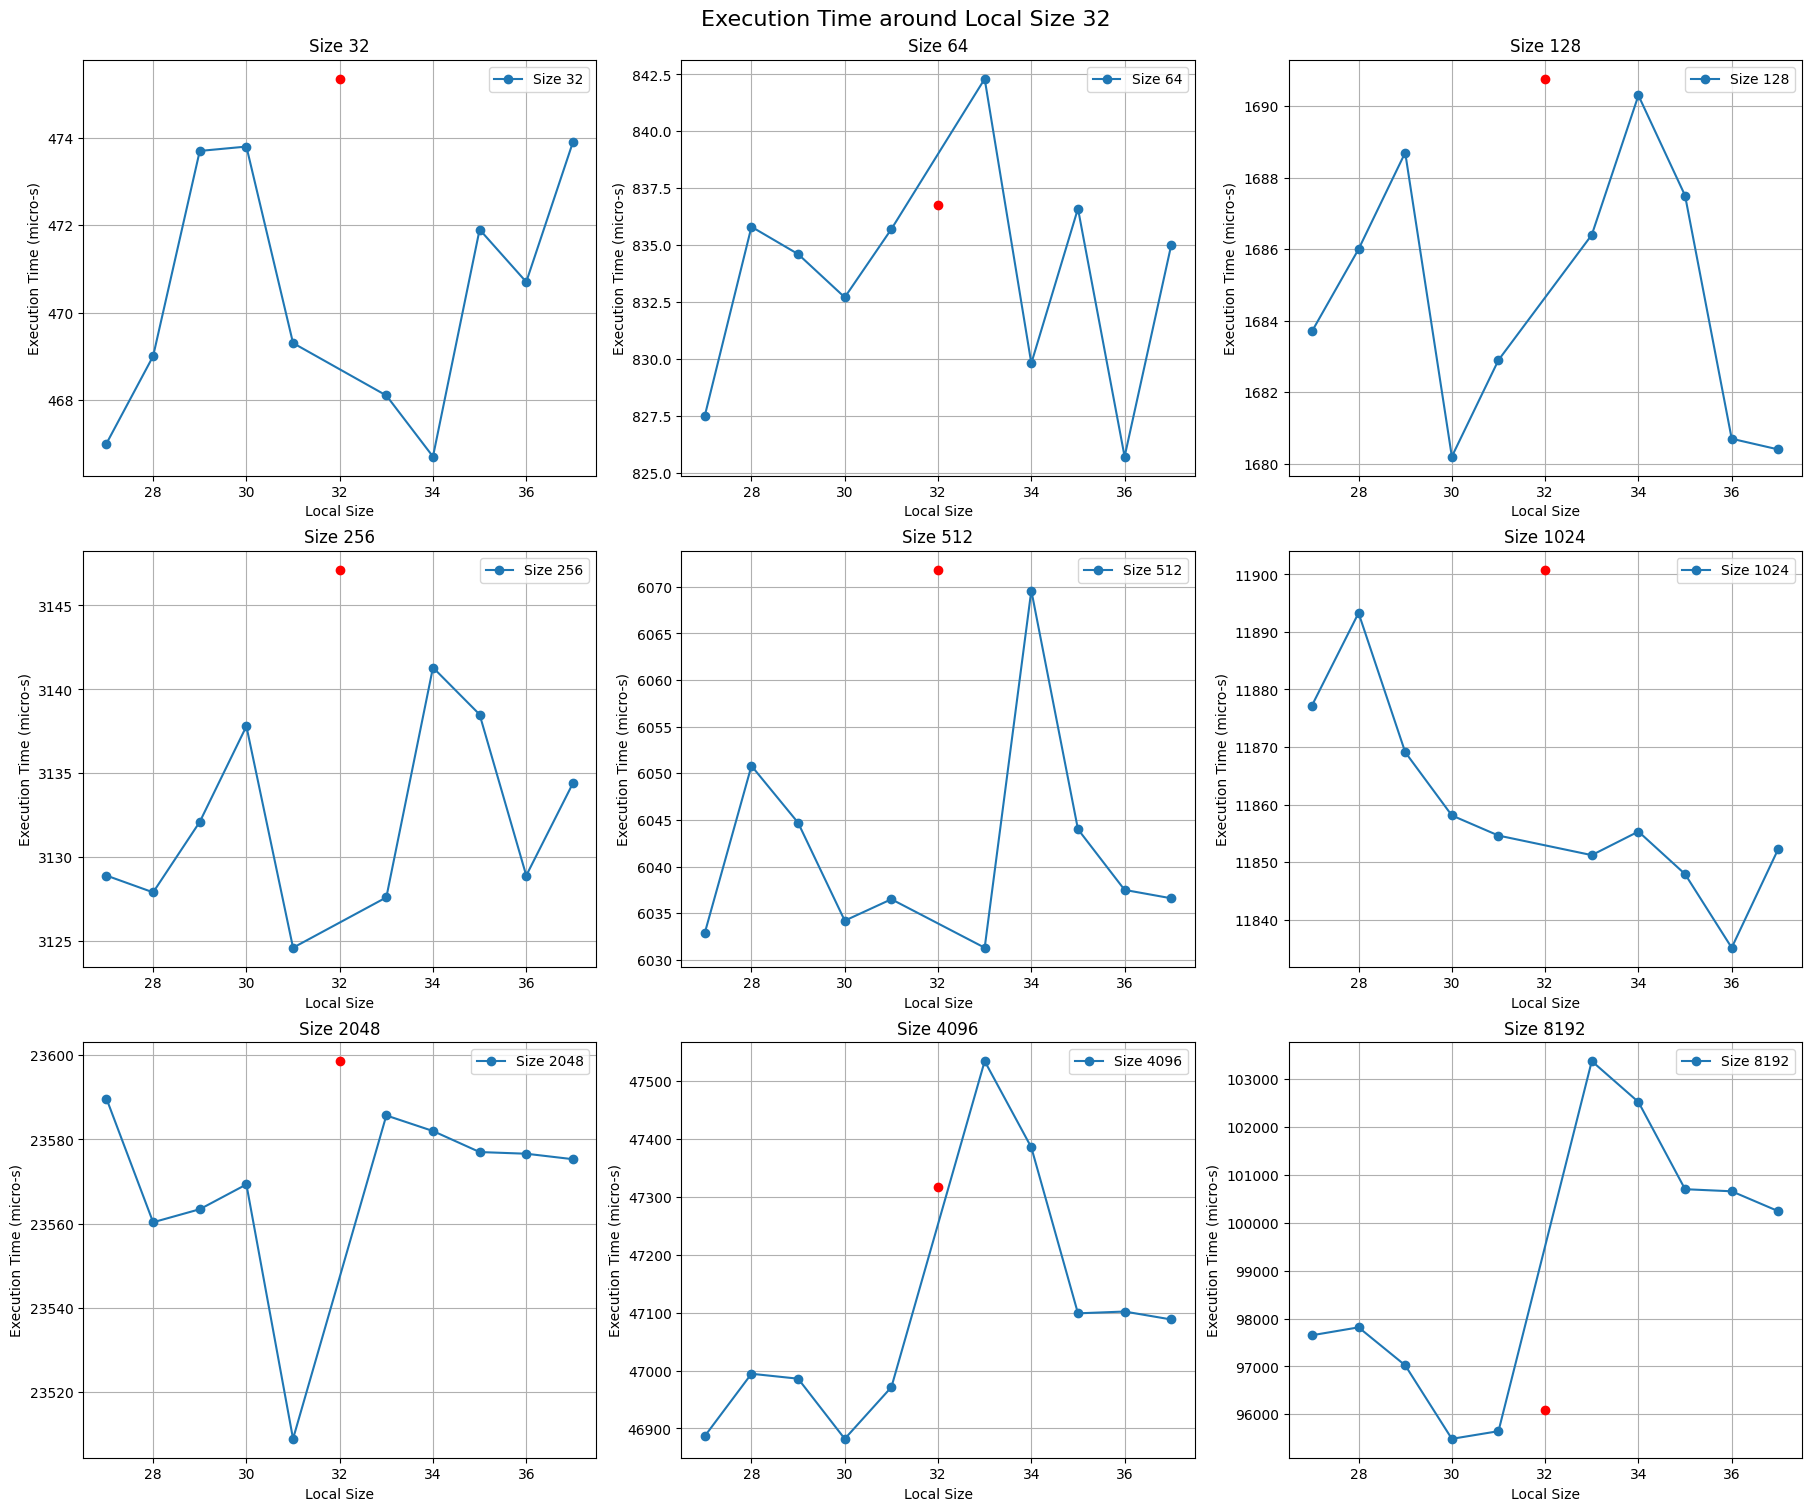 Execution Time around Local Size 32
Size 32
Size 32
474
472
470
468
28
30
32
34
36
Execution Time (micro-s)
Local Size
Size 64
Size 64
842.5
840.0
837.5
835.0
832.5
830.0
827.5
825.0
28
30
32
34
36
Execution Time (micro-s)
Local Size
Size 128
Size 128
1690
1688
1686
1684
1682
1680
28
30
32
34
36
Execution Time (micro-s)
Local Size
Size 256
Size 256
3145
3140
3135
3130
3125
28
30
32
34
36
Execution Time (micro-s)
Local Size
Size 512
Size 512
6070
6065
6060
6055
6050
6045
6040
6035
6030
28
30
32
34
36
Execution Time (micro-s)
Local Size
Size 1024
Size 1024
11900
11890
11880
11870
11860
11850
11840
28
30
32
34
36
Execution Time (micro-s)
Local Size
Size 2048
Size 2048
23600
23580
23560
23540
23520
28
30
32
34
36
Execution Time (micro-s)
Local Size
Size 4096
Size 4096
47500
47400
47300
47200
47100
47000
46900
28
30
32
34
36
Execution Time (micro-s)
Local Size
Size 8192
Size 8192
103000
102000
101000
100000
99000
98000
97000
96000
28
30
32
34
36
Execution Time (micro-s)
Local Size